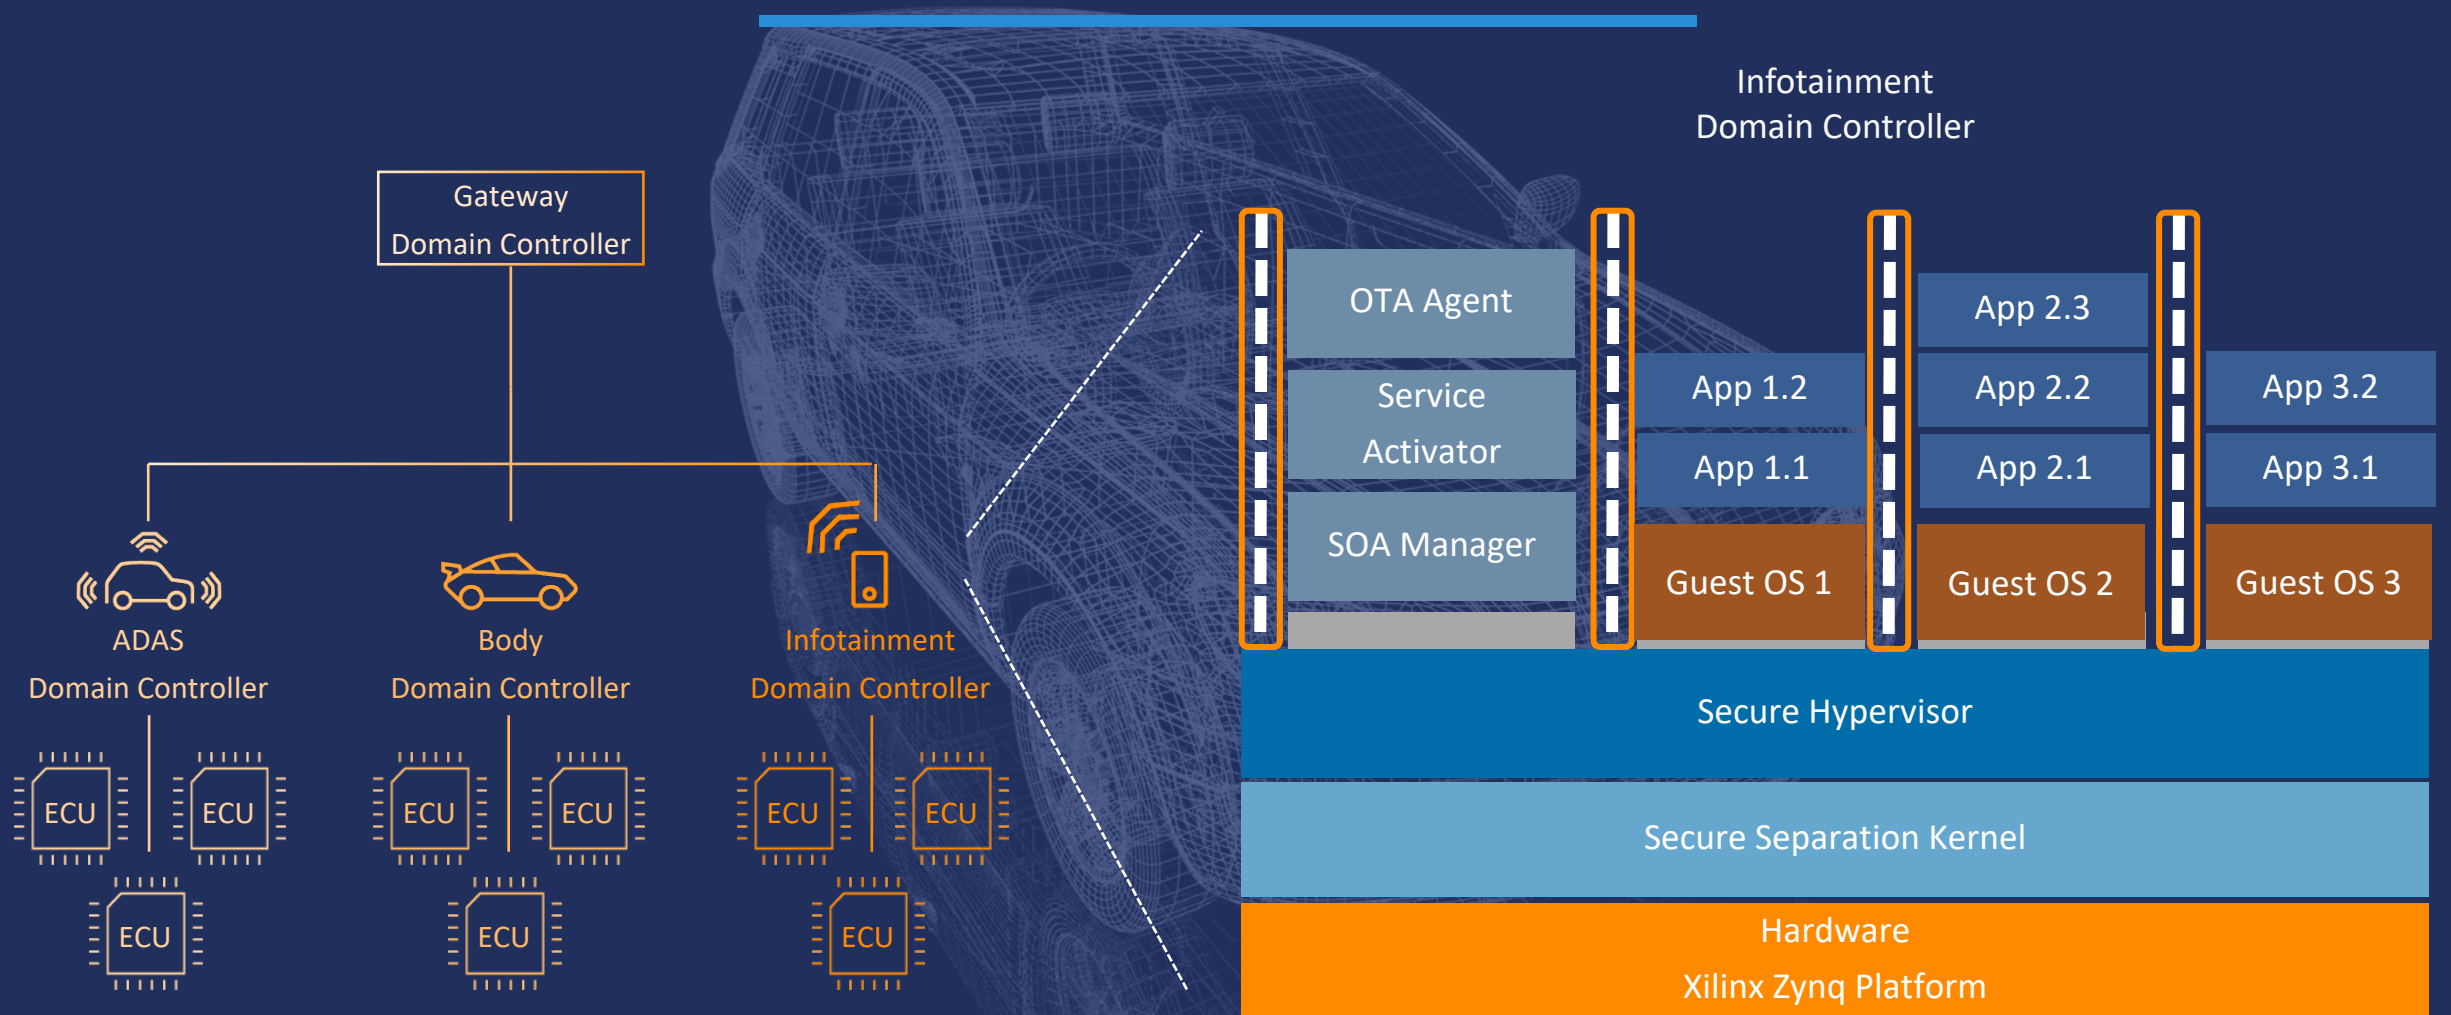 Infotainment
Domain Controller
Gateway
Domain Controller
ADAS
Domain Controller
Body
Domain Controller
Infotainment
Domain Controller
ECU
ECU
ECU
ECU
ECU
ECU
ECU
ECU
ECU
OTA Agent
Service
Activator
SOA Manager
App 1.2
App 1.1
Guest OS 1
App 2.3
App 2.2
App 2.1
Guest OS 2
App 3.2
App 3.1
Guest OS 3
Secure Hypervisor
Secure Separation Kernel
Hardware
Xilinx Zynq Platform